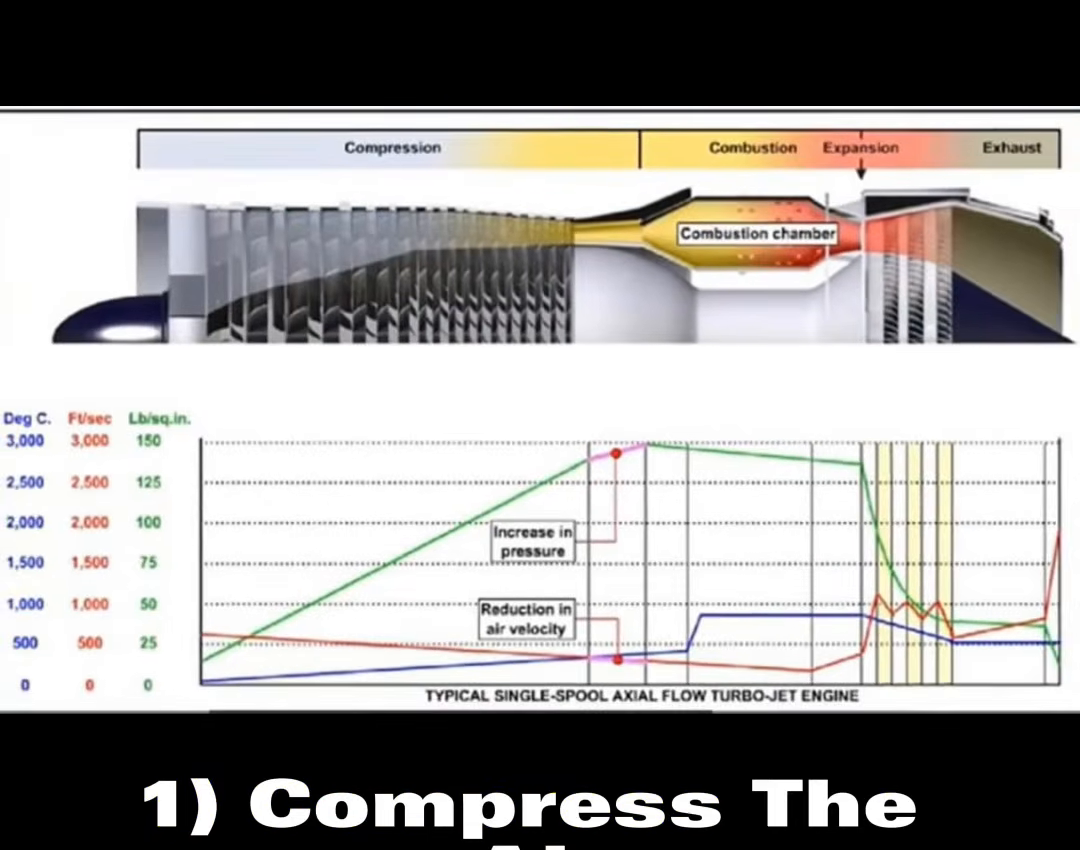 Compression Combustion Expansion Exhaust
Combustion chamber
Deg C. Ft/sec Lb/sq.in.
3,000 3,000 150
2,500 2,500 125
2,000 2,000 100
1,500 1,500 75
1,000 1,000 50
500 500 25
0 0 0
Increase in
pressure
Reduction in
air velocity
TYPICAL SINGLE-SPOOL AXIAL FLOW TURBO-JET ENGINE
1) Compress The